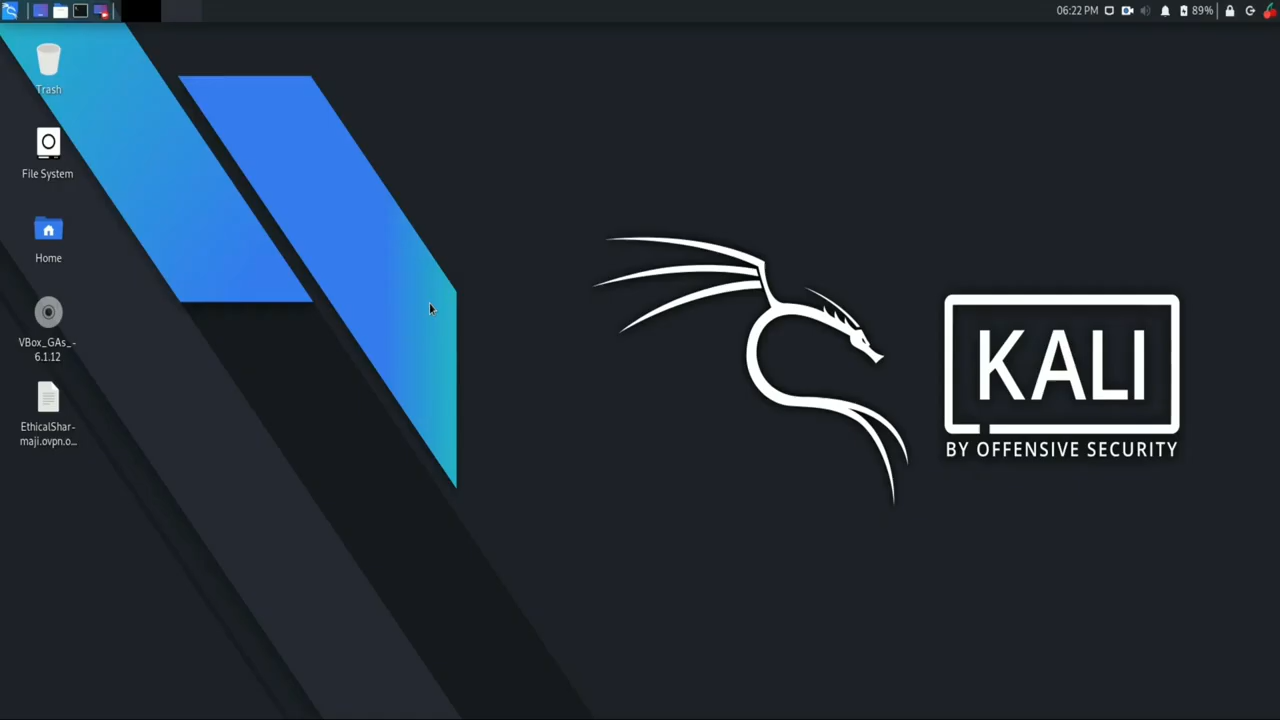 06:22 PM
89%
Trash
File System
Home
VBox_GAs_-
6.1.12
EthicalShar-
maji.ovpn.o...
KALI
BY OFFENSIVE SECURITY